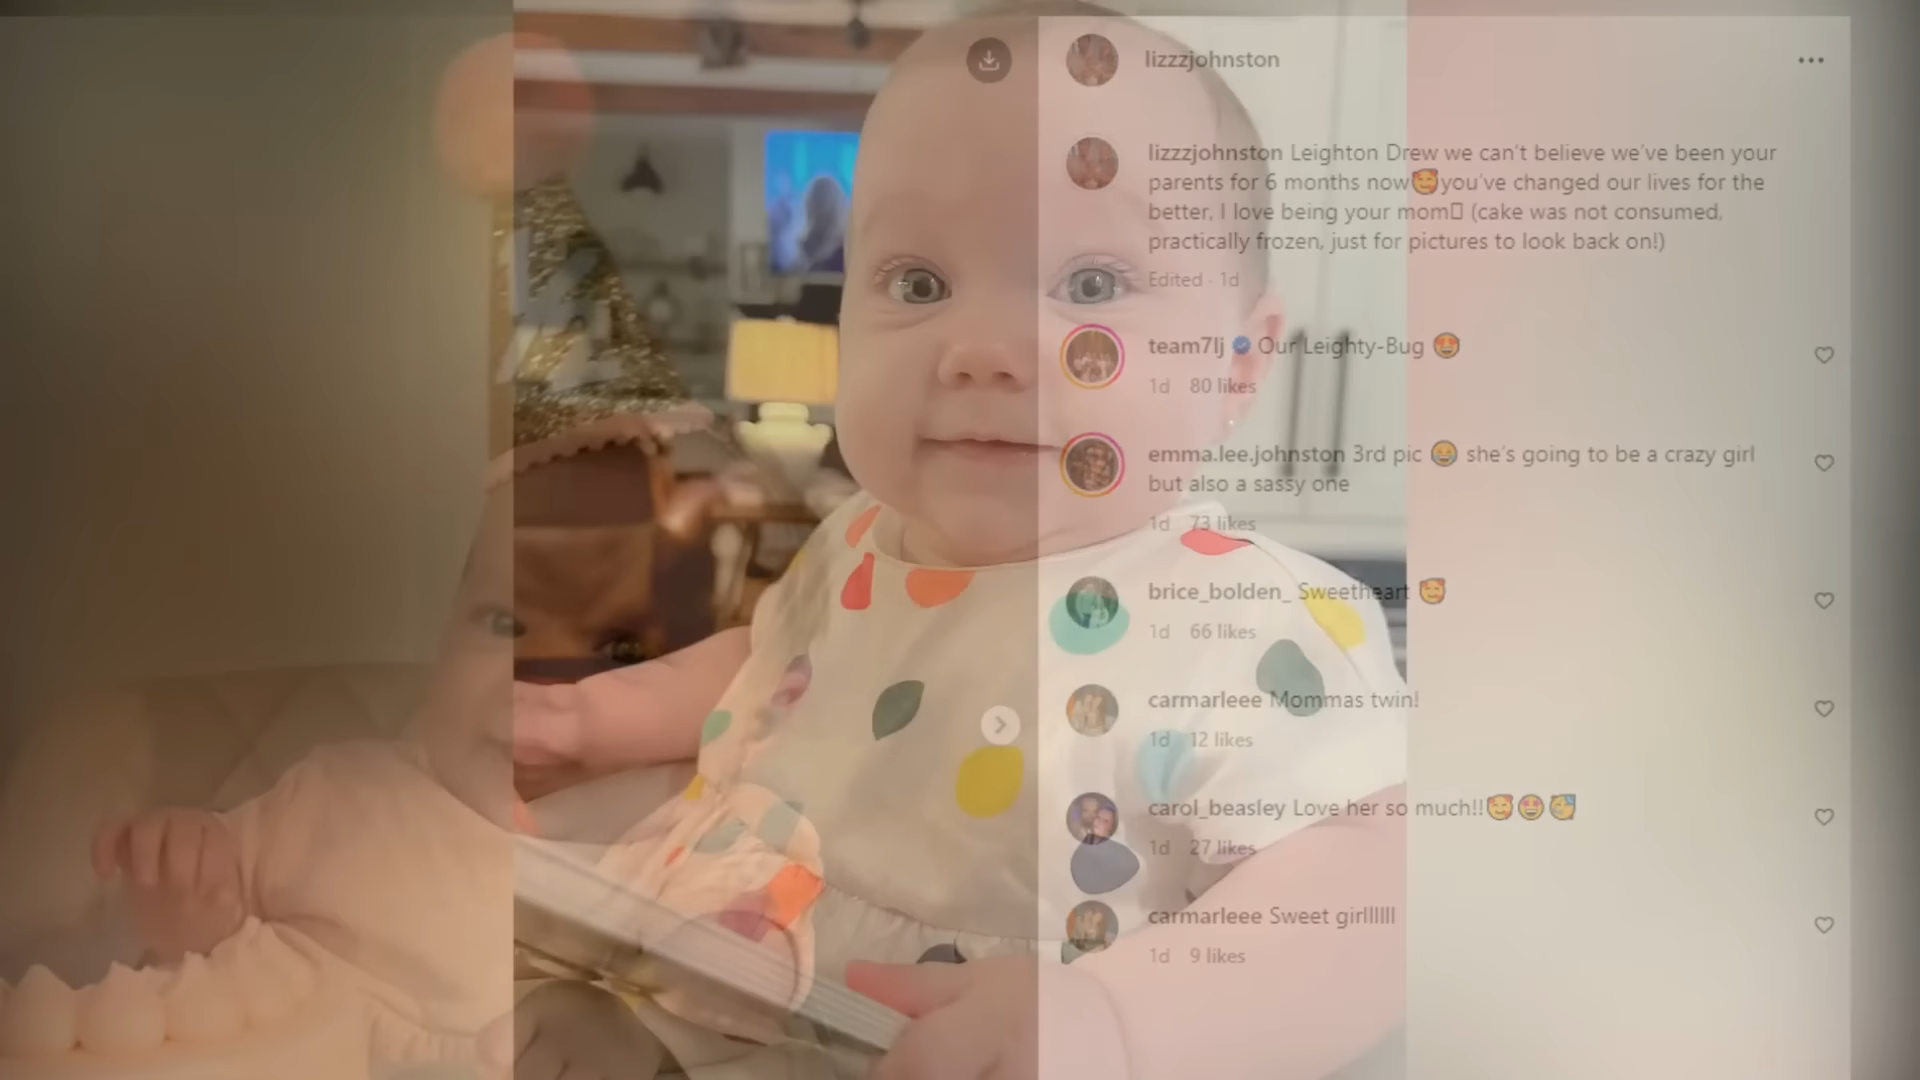 lizzzjohnston
lizzzjohnston Leighton Drew we can't believe we've been your
parents for 6 months now🥰you've changed our lives for the
better, I love being your mom▯ (cake was not consumed,
practically frozen, just for pictures to look back on!)
Edited · 1d
team7lj Our Leighty-Bug 😍
1d 80 likes
emma.lee.johnston 3rd pic 😂 she's going to be a crazy girl
but also a sassy one
1d 73 likes
brice_bolden_ Sweetheart 🥰
1d 66 likes
carmarleee Mommas twin!
1d 12 likes
carol_beasley Love her so much!!🥰😍🥳
1d 27 likes
carmarleee Sweet girllllll
1d 9 likes